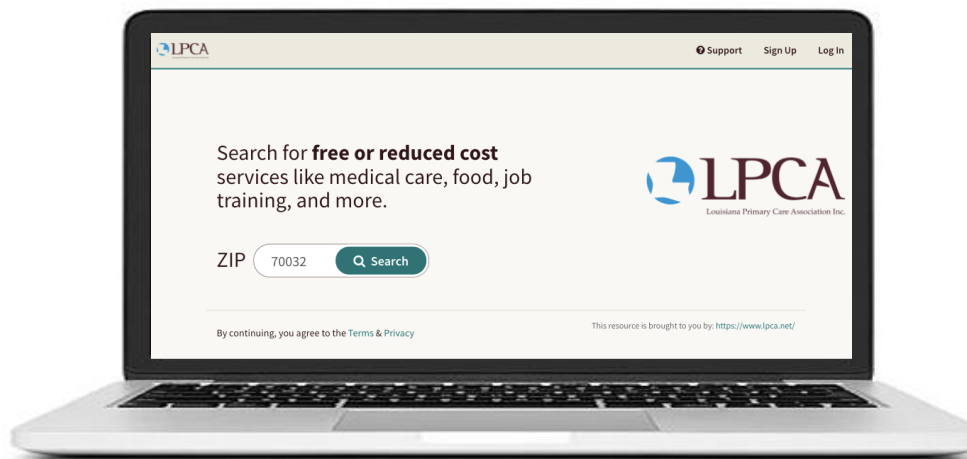 LPCA
Support Sign Up Log In
Search for free or reduced cost
services like medical care, food, job
training, and more.
LPCA
Louisiana Primary Care Association Inc.
ZIP 70032 Search
By continuing, you agree to the Terms & Privacy
This resource is brought to you by: https://www.lpca.net/